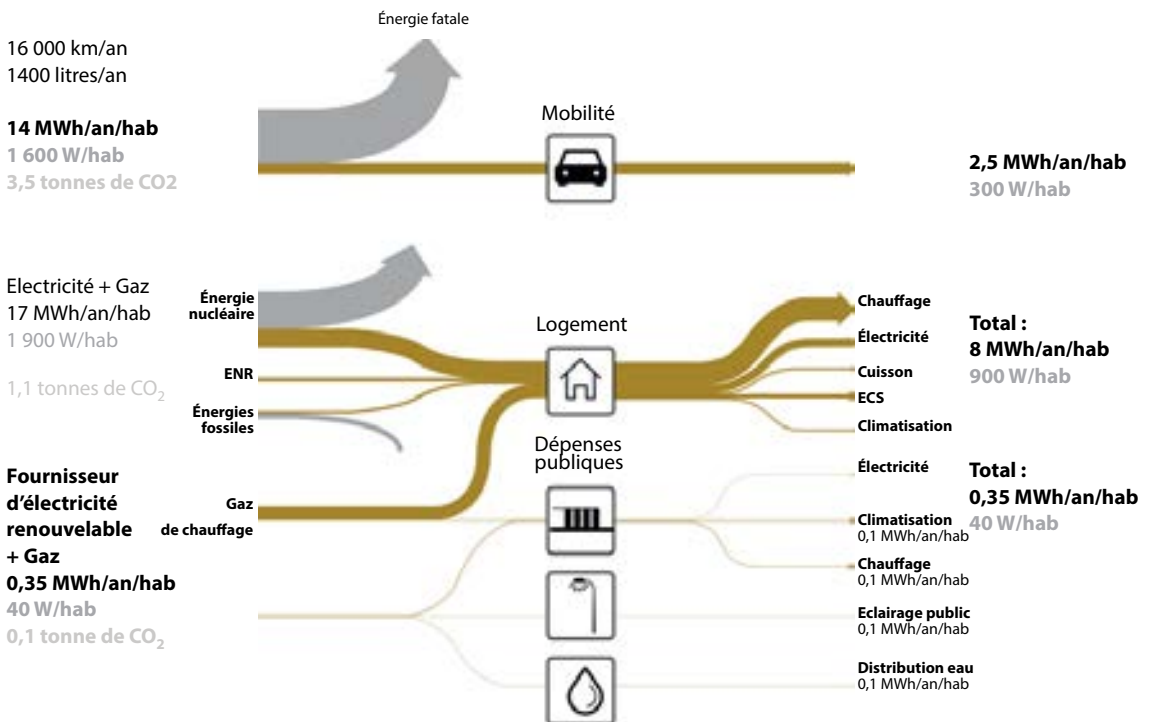 Énergie fatale
16 000 km/an
1400 litres/an
14 MWh/an/hab
1 600 W/hab
3,5 tonnes de CO2
Mobilité
2,5 MWh/an/hab
300 W/hab
Electricité + Gaz
17 MWh/an/hab
1 900 W/hab
1,1 tonnes de CO2
Énergie
nucléaire
ENR
Énergies
fossiles
Logement
Chauffage
Électricité
Cuisson
ECS
Climatisation
Total :
8 MWh/an/hab
900 W/hab
Fournisseur
d’électricité
renouvelable
+ Gaz
0,35 MWh/an/hab
40 W/hab
0,1 tonne de CO2
Gaz
de chauffage
Dépenses
publiques
Électricité
Climatisation
0,1 MWh/an/hab
Chauffage
0,1 MWh/an/hab
Eclairage public
0,1 MWh/an/hab
Distribution eau
0,1 MWh/an/hab
Total :
0,35 MWh/an/hab
40 W/hab